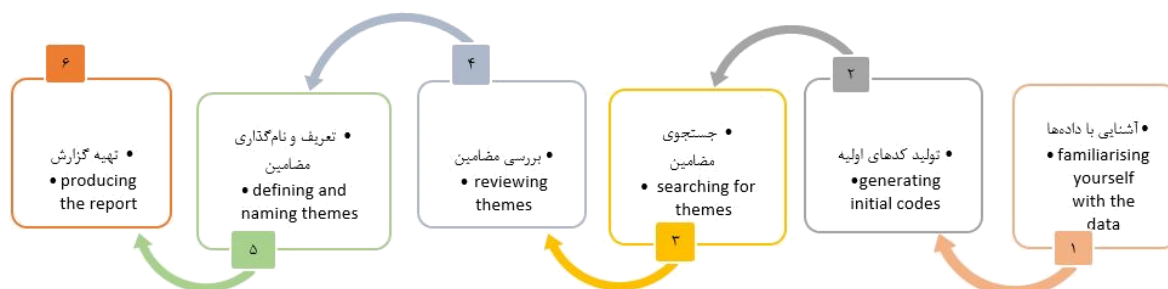 ۱
• آشنایی با داده‌ها
• familiarising
yourself
with the
data
۲
• تولید کدهای اولیه
•generating
initial codes
۳
• جستجوی
مضامین
• searching for
themes
۴
• بررسی مضامین
• reviewing
themes
۵
• تعریف و نام‌گذاری
مضامین
• defining and
naming themes
۶
• تهیه گزارش
• producing
the report